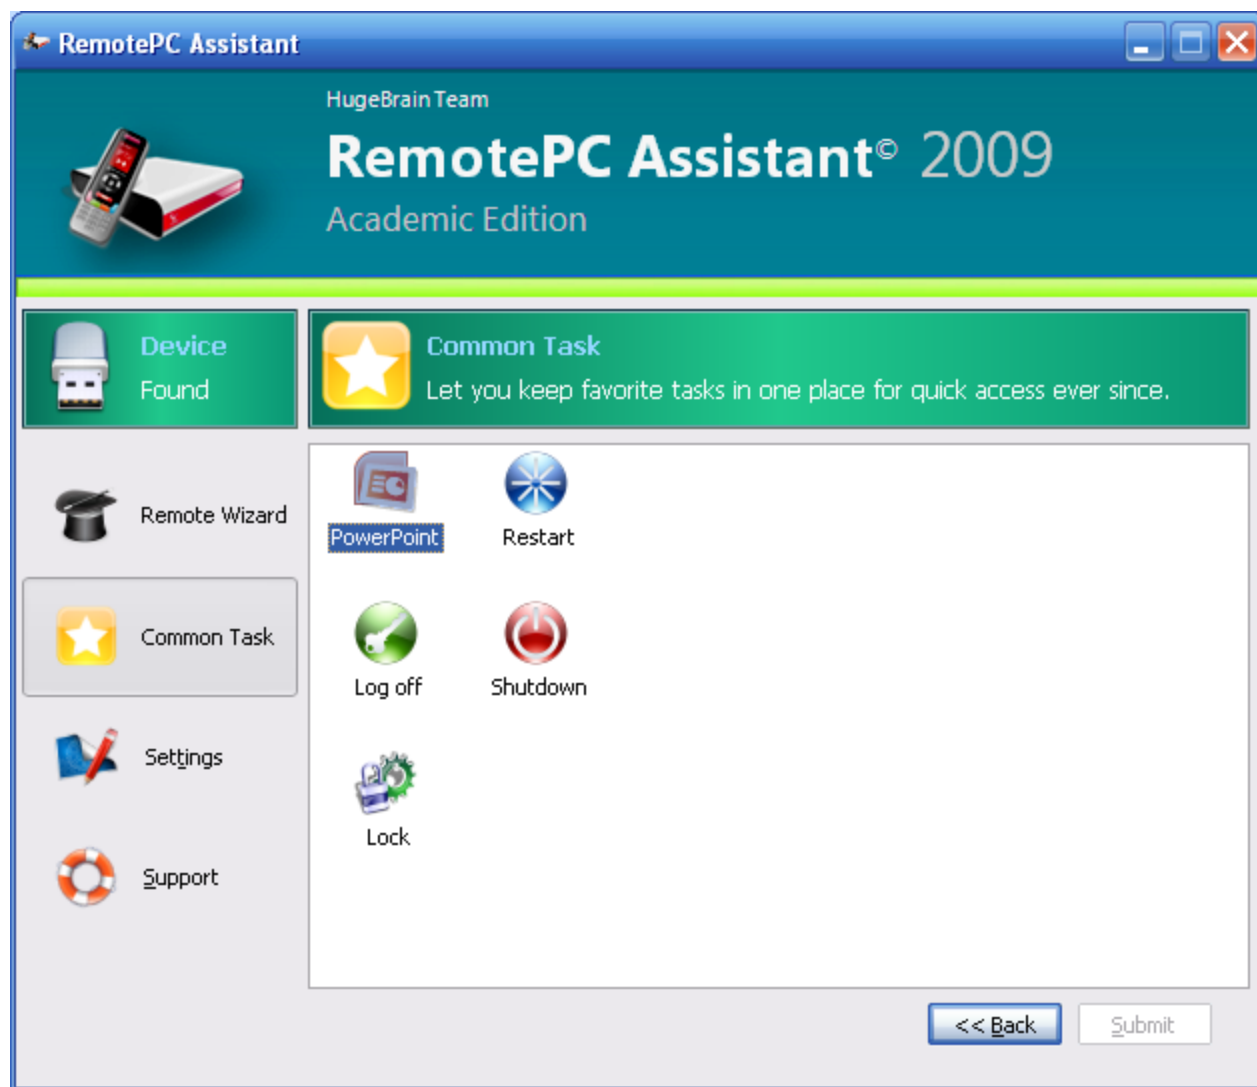 RemotePC Assistant
HugeBrain Team
RemotePC Assistant© 2009
Academic Edition
Device
Found
Common Task
Let you keep favorite tasks in one place for quick access ever since.
Remote Wizard
Common Task
Settings
Support
PowerPoint
Restart
Log off
Shutdown
Lock
<< Back
Submit